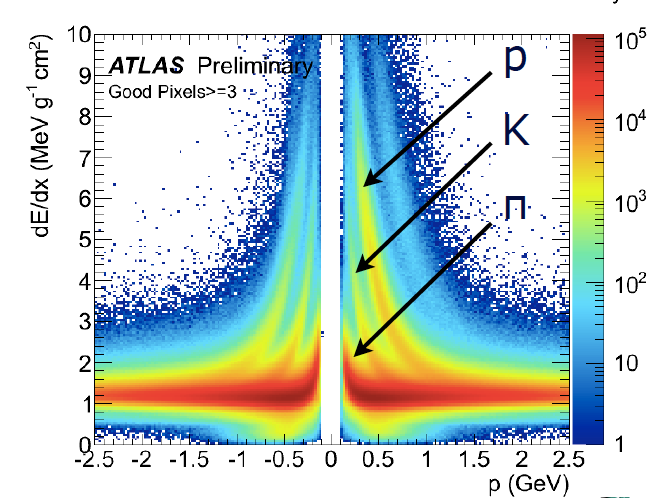 dE/dx (MeV g⁻¹ cm²)
10
9
8
7
6
5
4
3
2
1
0
ATLAS Preliminary
Good Pixels>=3
p
K
π
10⁵
10⁴
10³
10²
10
1
-2.5 -2 -1.5 -1 -0.5 0 0.5 1 1.5 2 2.5
p (GeV)